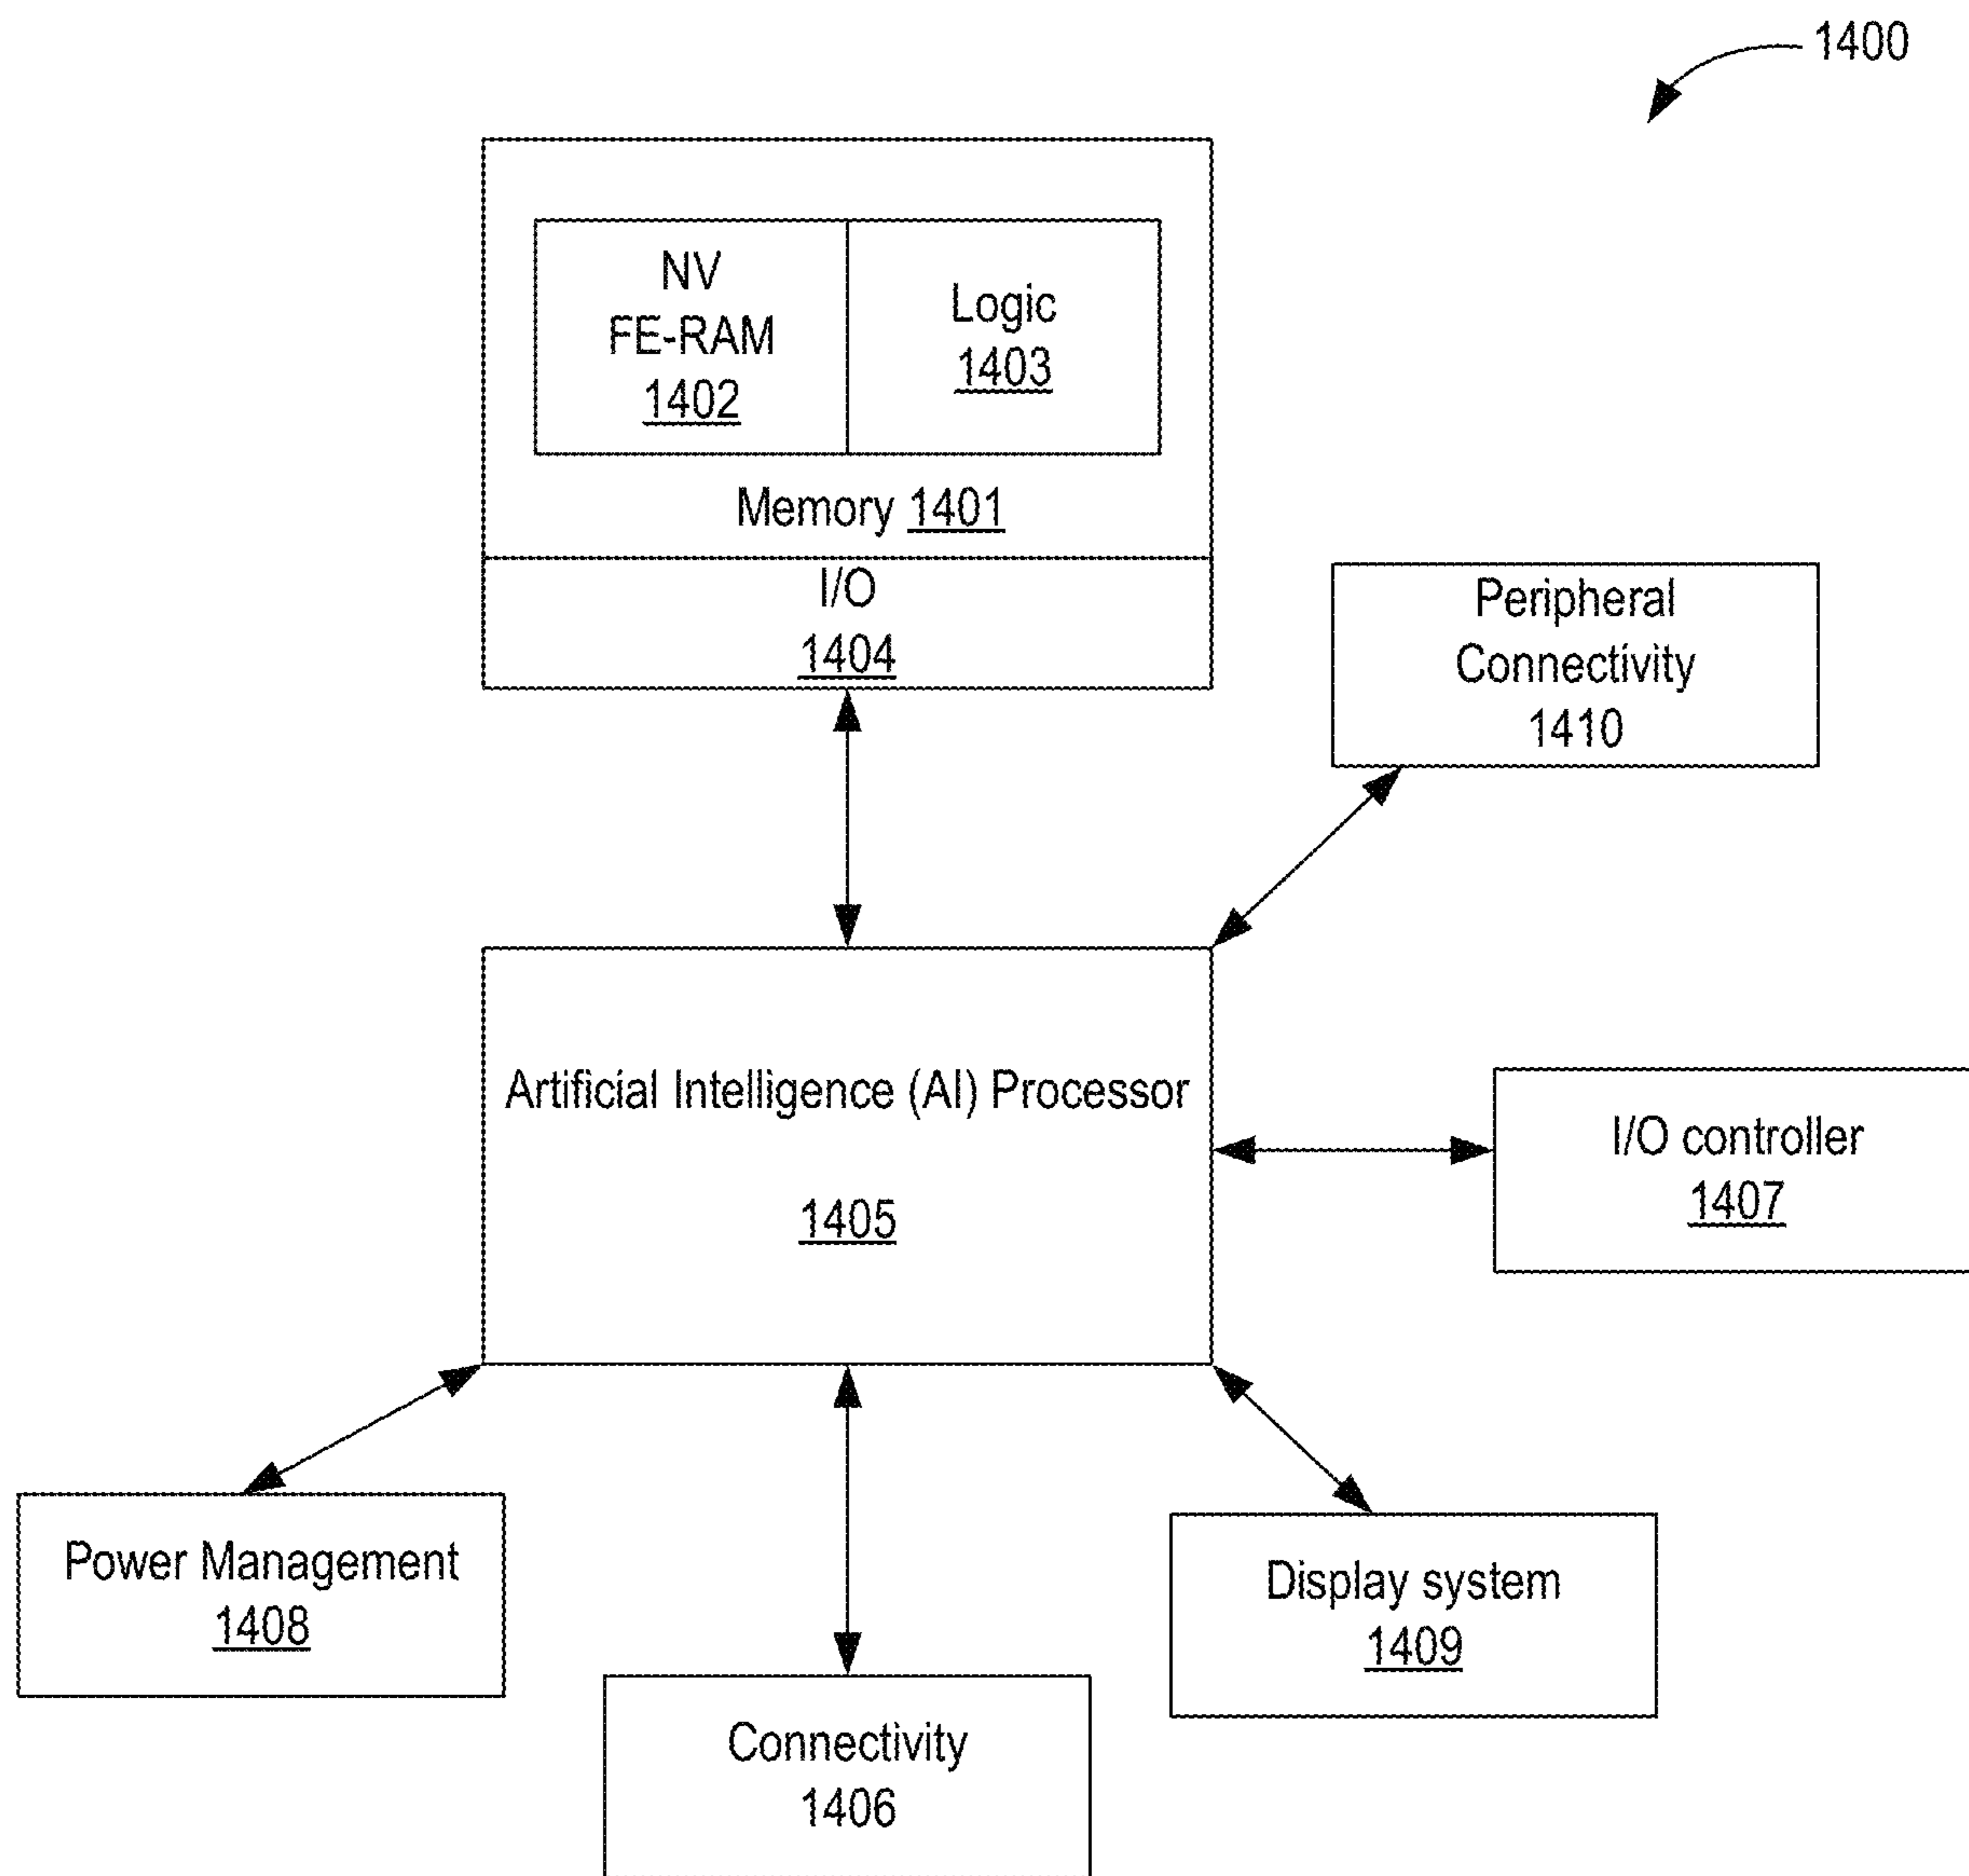 1400
NV
FE-RAM
1402
Logic
1403
Memory 1401
I/O
1404
Peripheral
Connectivity
1410
Artificial Intelligence (AI) Processor
1405
I/O controller
1407
Power Management
1408
Display system
1409
Connectivity
1406